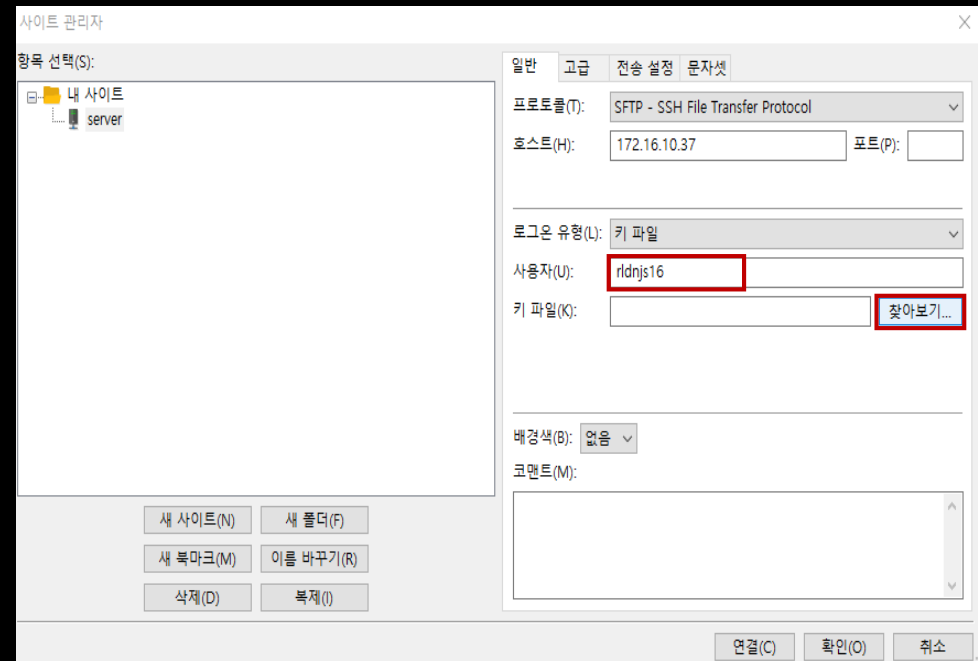 사이트 관리자
항목 선택(S):
내 사이트
server
새 사이트(N) 새 폴더(F)
새 북마크(M) 이름 바꾸기(R)
삭제(D) 복제(I)
일반 고급 전송 설정 문자셋
프로토콜(T): SFTP - SSH File Transfer Protocol
호스트(H): 172.16.10.37 포트(P):
로그온 유형(L): 키 파일
사용자(U): rldnjs16
키 파일(K): 찾아보기...
배경색(B): 없음
코맨트(M):
연결(C) 확인(O) 취소